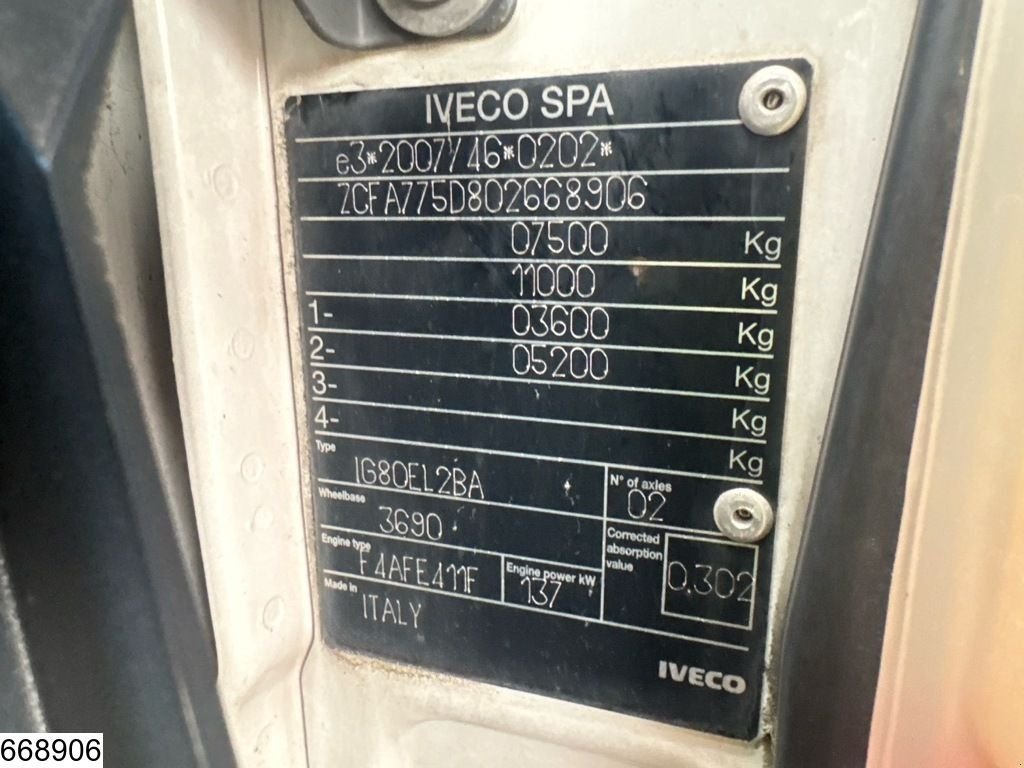 IVECO SPA
e3*2007/46*0202*
ZCFA775D802668906
07500 Kg
11000 Kg
1- 03600 Kg
2- 05200 Kg
3- Kg
4- Kg
Type IG80EL2BA
N° of axles 02
Wheelbase 3690
Corrected absorption value 0.302
Engine type F4AFE411F
Engine power kW 137
Made in ITALY
IVECO
668906